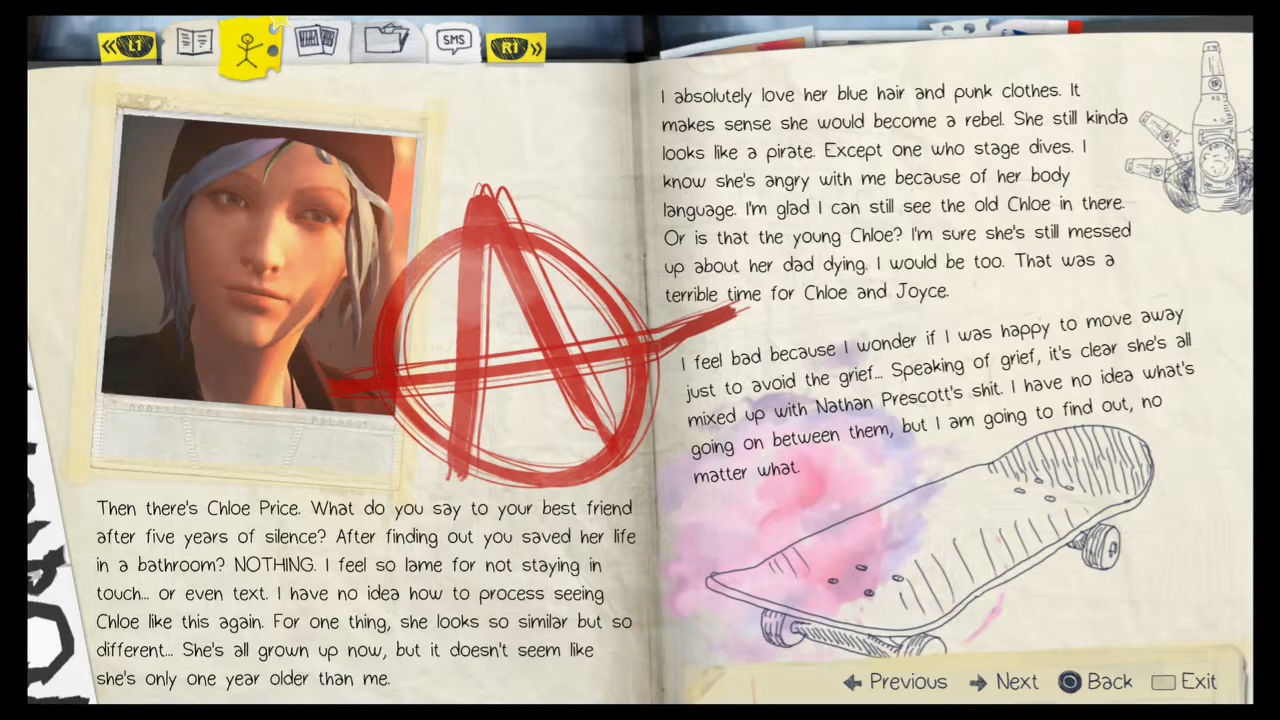 L1
SMS
R1
Then there's Chloe Price. What do you say to your best friend
after five years of silence? After finding out you saved her life
in a bathroom? NOTHING. I feel so lame for not staying in
touch... or even text. I have no idea how to process seeing
Chloe like this again. For one thing, she looks so similar but so
different... She's all grown up now, but it doesn't seem like
she's only one year older than me.
I absolutely love her blue hair and punk clothes. It
makes sense she would become a rebel. She still kinda
looks like a pirate. Except one who stage dives. I
know she's angry with me because of her body
language. I'm glad I can still see the old Chloe in there.
Or is that the young Chloe? I'm sure she's still messed
up about her dad dying. I would be too. That was a
terrible time for Chloe and Joyce.
I feel bad because I wonder if I was happy to move away
just to avoid the grief... Speaking of grief, it's clear she's all
mixed up with Nathan Prescott's shit. I have no idea what's
going on between them, but I am going to find out, no
matter what.
Previous Next Back Exit